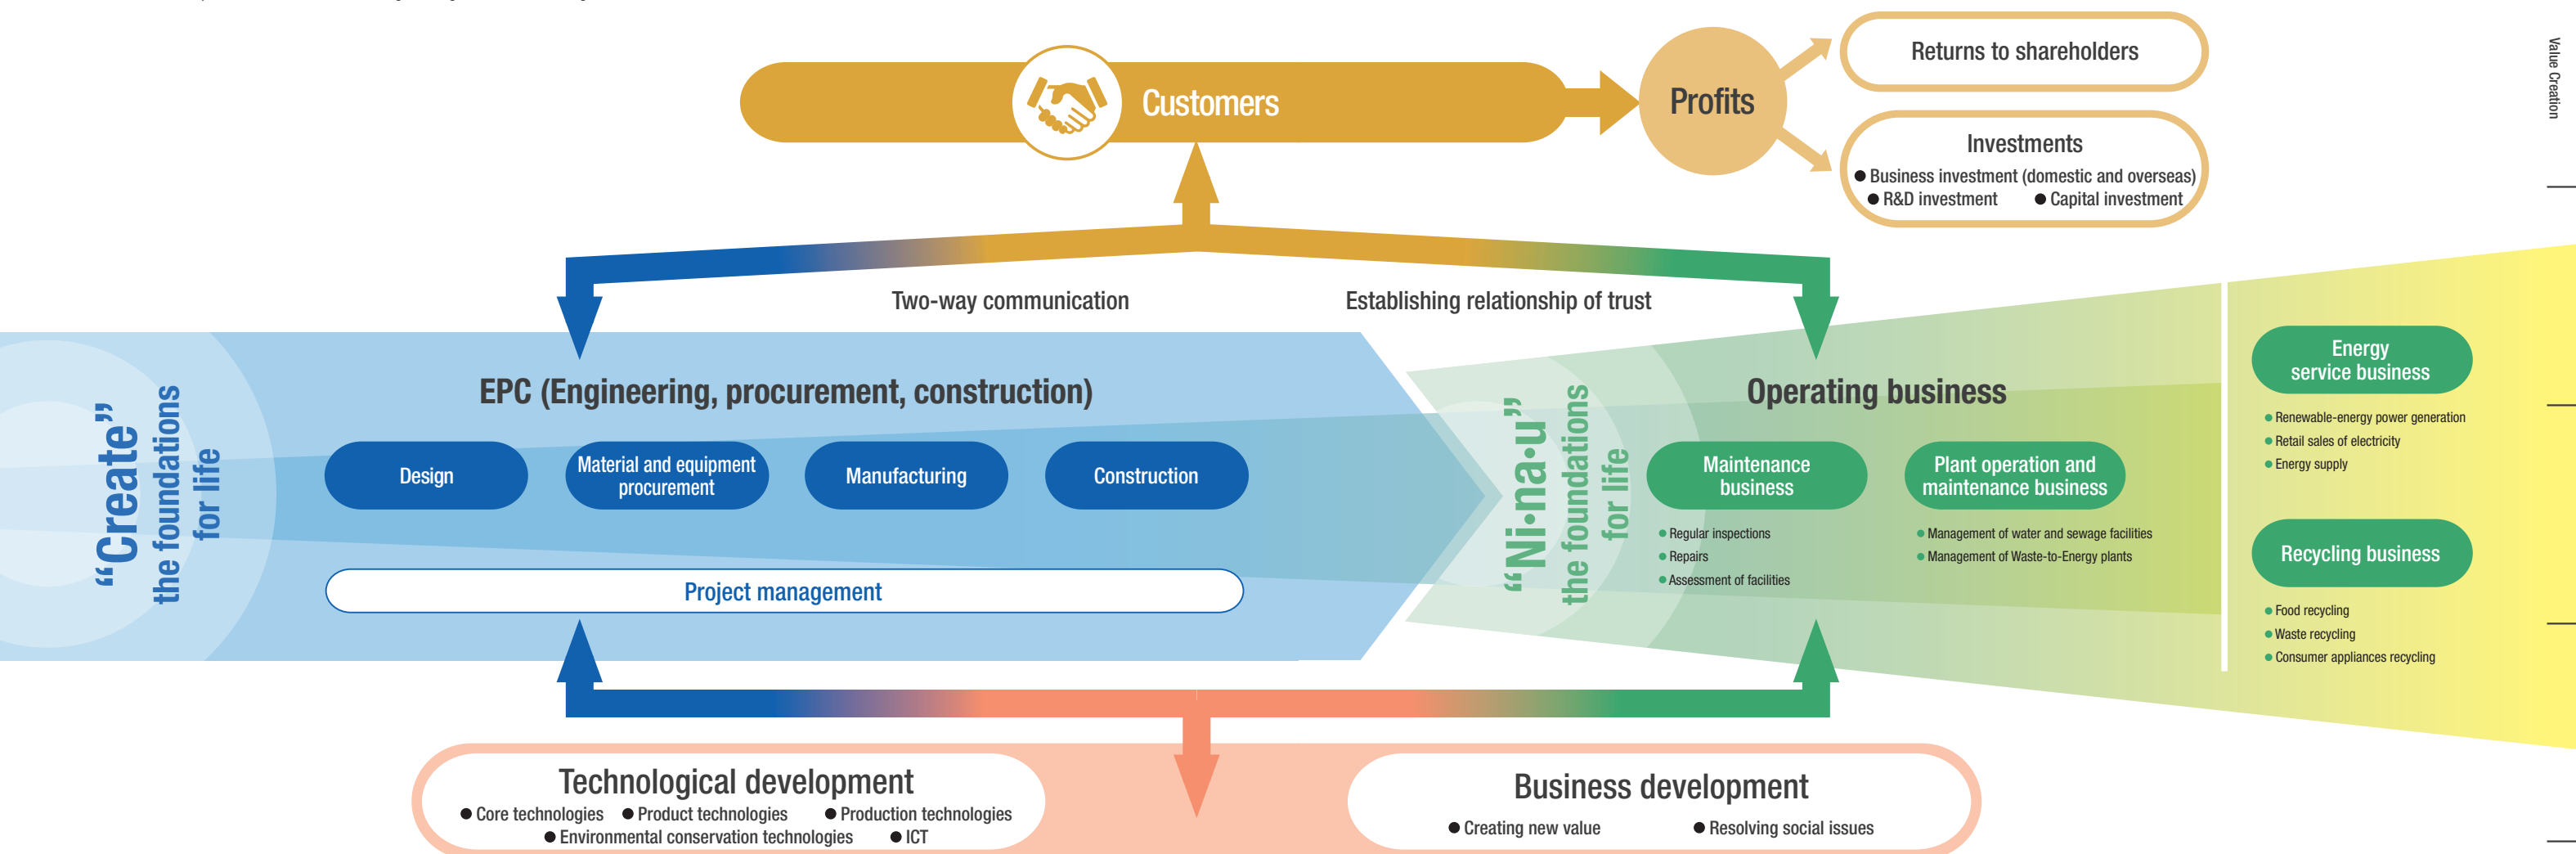 Customers
Profits
Returns to shareholders
Investments
● Business investment (domestic and overseas)
● R&D investment ● Capital investment
Value Creation
Two-way communication
Establishing relationship of trust
“Create”
the foundations
for life
EPC (Engineering, procurement, construction)
Design
Material and equipment
procurement
Manufacturing
Construction
Project management
“Ni•na•u”
the foundations
for life
Operating business
Maintenance
business
● Regular inspections
● Repairs
● Assessment of facilities
Plant operation and
maintenance business
● Management of water and sewage facilities
● Management of Waste-to-Energy plants
Energy
service business
● Renewable-energy power generation
● Retail sales of electricity
● Energy supply
Recycling business
● Food recycling
● Waste recycling
● Consumer appliances recycling
Technological development
● Core technologies ● Product technologies ● Production technologies
● Environmental conservation technologies ● ICT
Business development
● Creating new value ● Resolving social issues